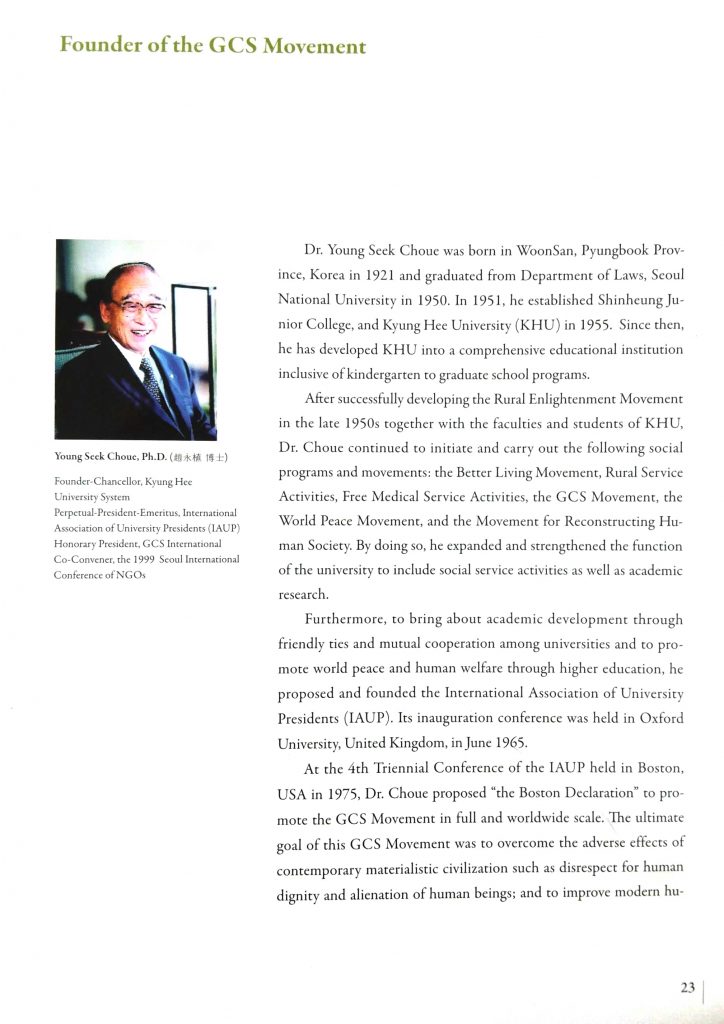 Founder of the GCS Movement
Young Seek Choue, Ph.D. (趙永植 博士)
Founder-Chancellor, Kyung Hee
University System
Perpetual-President-Emeritus, International
Association of University Presidents (IAUP)
Honorary President, GCS International
Co-Convener, the 1999 Seoul International
Conference of NGOs
Dr. Young Seek Choue was born in WoonSan, Pyungbook Prov-
ince, Korea in 1921 and graduated from Department of Laws, Seoul
National University in 1950. In 1951, he established Shinheung Ju-
nior College, and Kyung Hee University (KHU) in 1955. Since then,
he has developed KHU into a comprehensive educational institution
inclusive of kindergarten to graduate school programs.
After successfully developing the Rural Enlightenment Movement
in the late 1950s together with the faculties and students of KHU,
Dr. Choue continued to initiate and carry out the following social
programs and movements: the Better Living Movement, Rural Service
Activities, Free Medical Service Activities, the GCS Movement, the
World Peace Movement, and the Movement for Reconstructing Hu-
man Society. By doing so, he expanded and strengthened the function
of the university to include social service activities as well as academic
research.
Furthermore, to bring about academic development through
friendly ties and mutual cooperation among universities and to pro-
mote world peace and human welfare through higher education, he
proposed and founded the International Association of University
Presidents (IAUP). Its inauguration conference was held in Oxford
University, United Kingdom, in June 1965.
At the 4th Triennial Conference of the IAUP held in Boston,
USA in 1975, Dr. Choue proposed “the Boston Declaration” to pro-
mote the GCS Movement in full and worldwide scale. The ultimate
goal of this GCS Movement was to overcome the adverse effects of
contemporary materialistic civilization such as disrespect for human
dignity and alienation of human beings; and to improve modern hu-
23